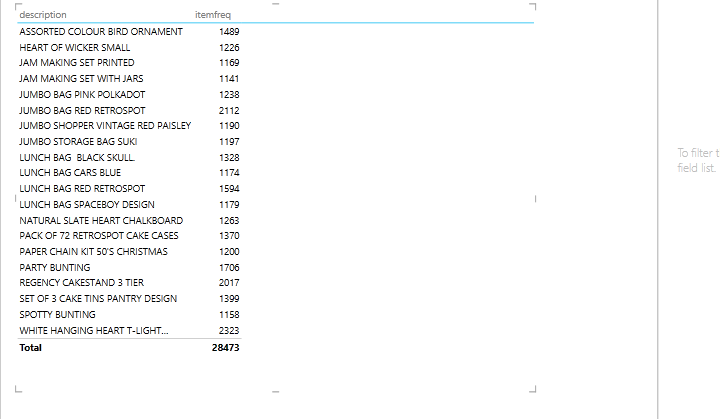 description itemfreq
ASSORTED COLOUR BIRD ORNAMENT 1489
HEART OF WICKER SMALL 1226
JAM MAKING SET PRINTED 1169
JAM MAKING SET WITH JARS 1141
JUMBO BAG PINK POLKADOT 1238
JUMBO BAG RED RETROSPOT 2112
JUMBO SHOPPER VINTAGE RED PAISLEY 1190
JUMBO STORAGE BAG SUKI 1197
LUNCH BAG  BLACK SKULL. 1328
LUNCH BAG CARS BLUE 1174
LUNCH BAG RED RETROSPOT 1594
LUNCH BAG SPACEBOY DESIGN 1179
NATURAL SLATE HEART CHALKBOARD 1263
PACK OF 72 RETROSPOT CAKE CASES 1370
PAPER CHAIN KIT 50'S CHRISTMAS 1200
PARTY BUNTING 1706
REGENCY CAKESTAND 3 TIER 2017
SET OF 3 CAKE TINS PANTRY DESIGN 1399
SPOTTY BUNTING 1158
WHITE HANGING HEART T-LIGHT... 2323
Total 28473
To filter t
field list.